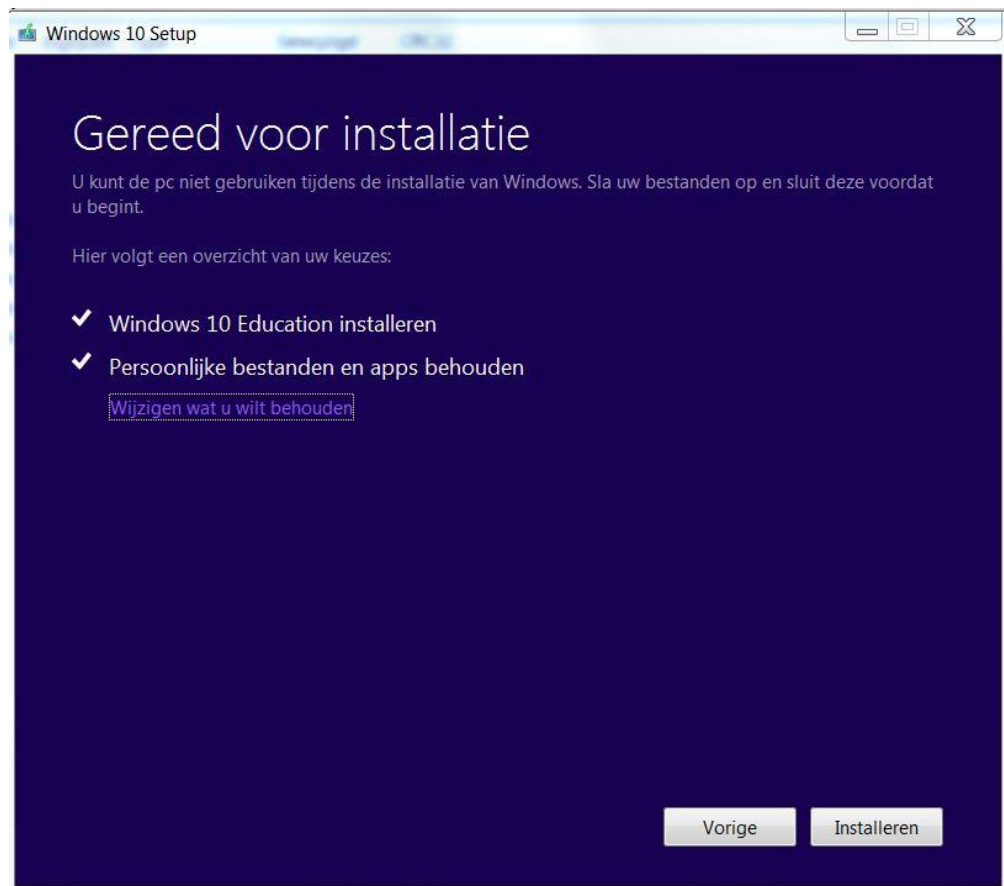 Windows 10 Setup
Gereed voor installatie
U kunt de pc niet gebruiken tijdens de installatie van Windows. Sla uw bestanden op en sluit deze voordat
u begint.
Hier volgt een overzicht van uw keuzes:
Windows 10 Education installeren
Persoonlijke bestanden en apps behouden
Wijzigen wat u wilt behouden
Vorige
Installeren